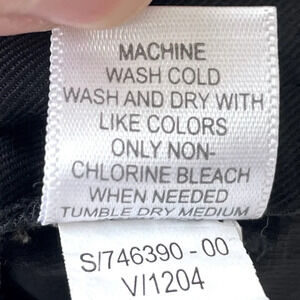 MACHINE
WASH COLD
WASH AND DRY WITH
LIKE COLORS
ONLY NON-
CHLORINE BLEACH
WHEN NEEDED
TUMBLE DRY MEDIUM
S/746390 - 00
V/1204